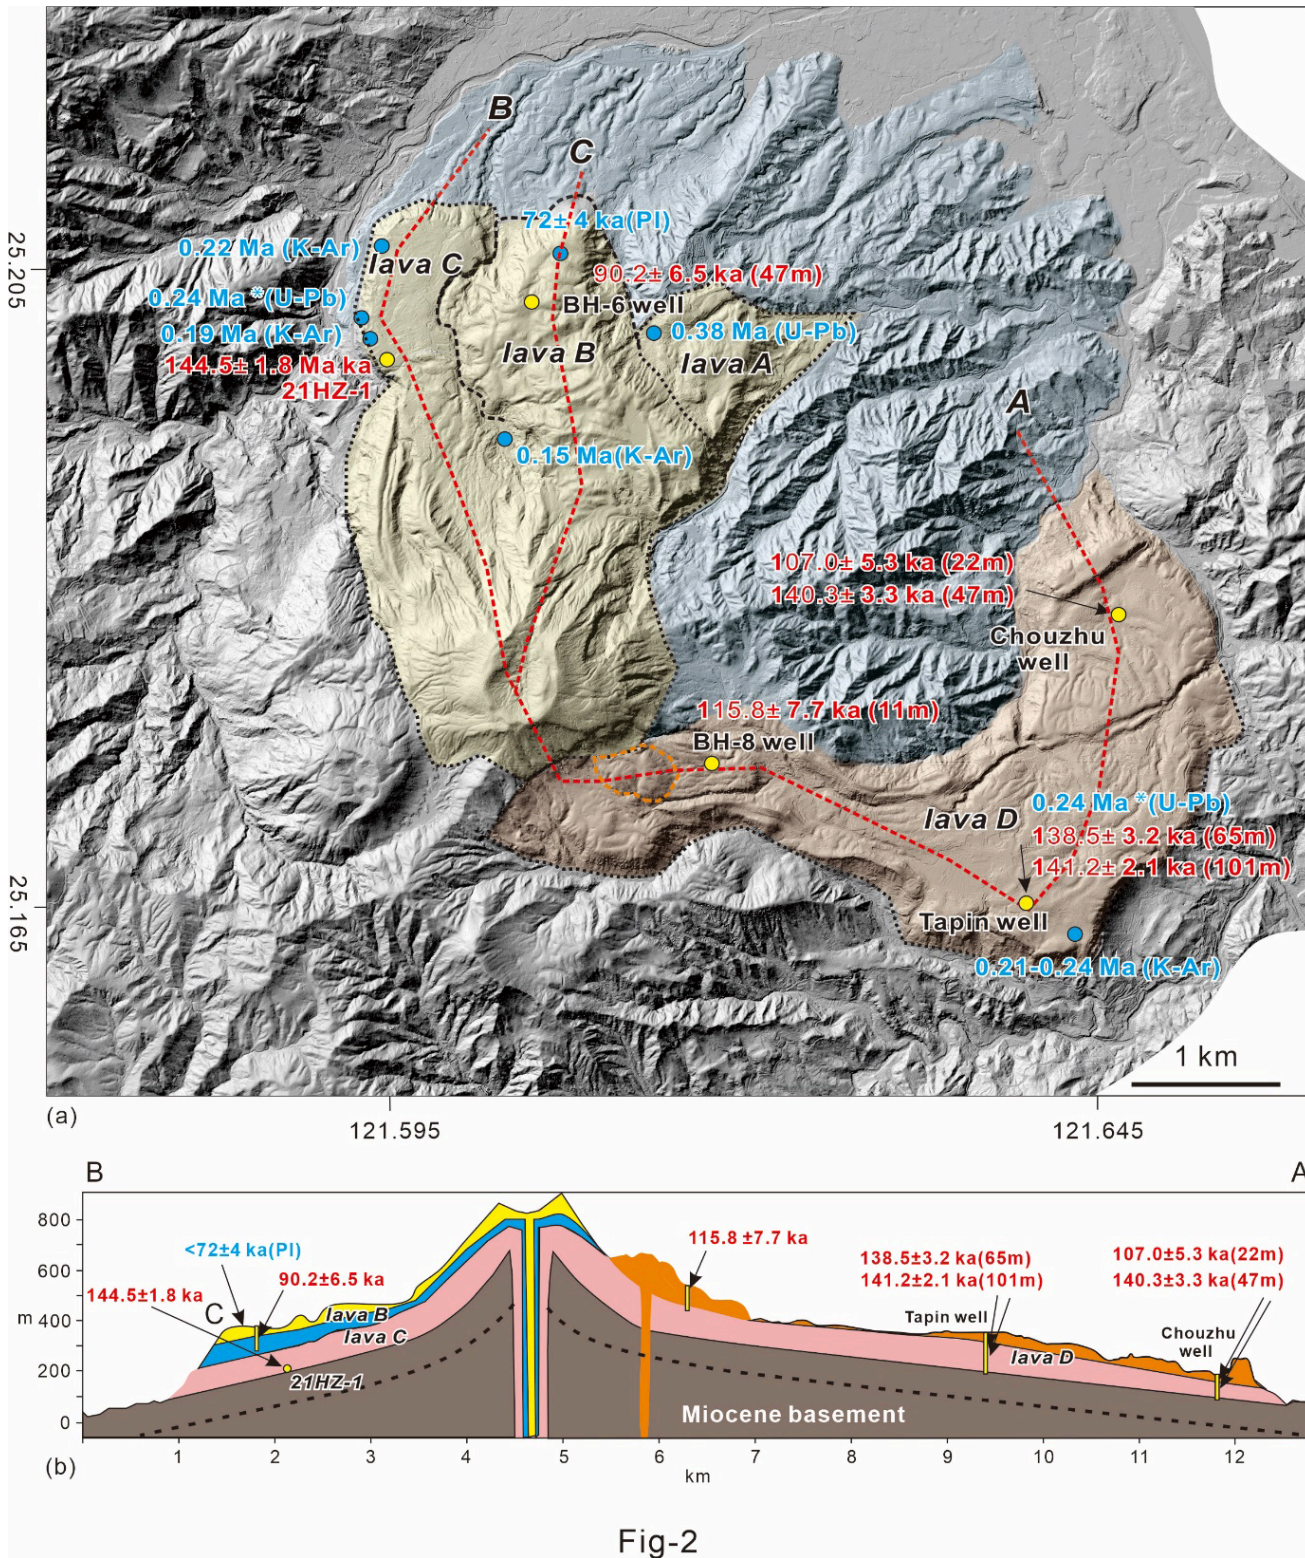 B
C
72± 4 ka(Pl)
0.22 Ma (K-Ar)
lava C
90.2± 6.5 ka (47m)
0.24 Ma *(U-Pb)
BH-6 well
0.19 Ma (K-Ar)
0.38 Ma (U-Pb)
144.5± 1.8 Ma ka
lava B
lava A
21HZ-1
A
0.15 Ma(K-Ar)
25.205
107.0± 5.3 ka (22m)
140.3± 3.3 ka (47m)
Chouzhu
well
115.8± 7.7 ka (11m)
BH-8 well
0.24 Ma *(U-Pb)
lava D
138.5± 3.2 ka (65m)
141.2± 2.1 ka (101m)
25.165
Tapin well
0.21-0.24 Ma (K-Ar)
1 km
(a)
121.595
121.645
B
A
800
600
400
200
0
m
<72±4 ka(Pl)
90.2±6.5 ka
144.5±1.8 ka
C
lava B
lava C
21HZ-1
115.8 ±7.7 ka
138.5±3.2 ka(65m)
141.2±2.1 ka(101m)
107.0±5.3 ka(22m)
140.3±3.3 ka(47m)
Tapin well
lava D
Chouzhu
well
Miocene basement
1 2 3 4 5 6 7 8 9 10 11 12
km
(b)
Fig-2